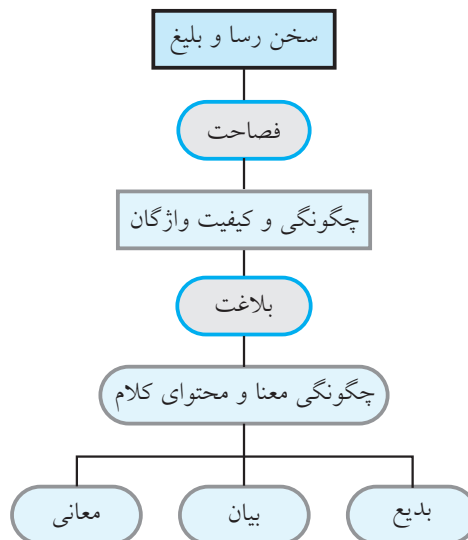 سخن رسا و بلیغ
فصاحت
چگونگی و کیفیت واژگان
بلاغت
چگونگی معنا و محتوای کلام
بدیع
بیان
معانی